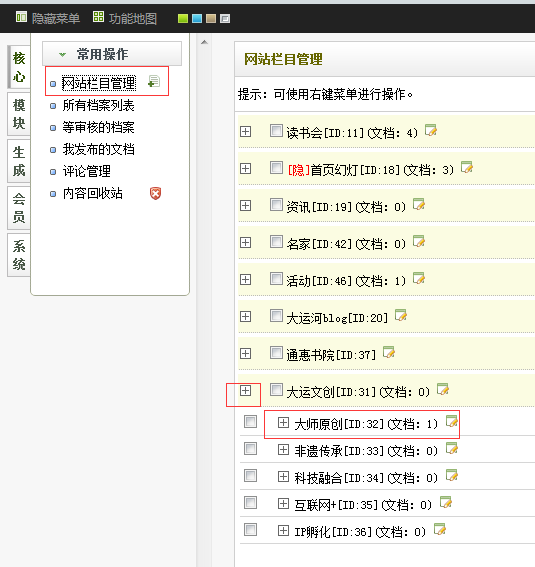 隐藏菜单 功能地图
核心
模块
生成
会员
系统
常用操作
网站栏目管理
所有档案列表
等审核的档案
我发布的文档
评论管理
内容回收站
网站栏目管理
提示：可使用右键菜单进行操作。
读书会[ID:11](文档：4)
[隐]首页幻灯[ID:18](文档：3)
资讯[ID:19](文档：0)
名家[ID:42](文档：0)
活动[ID:46](文档：1)
大运河blog[ID:20]
通惠书院[ID:37]
大运文创[ID:31](文档：0)
大师原创[ID:32](文档：1)
非遗传承[ID:33](文档：0)
科技融合[ID:34](文档：0)
互联网+[ID:35](文档：0)
IP孵化[ID:36](文档：0)